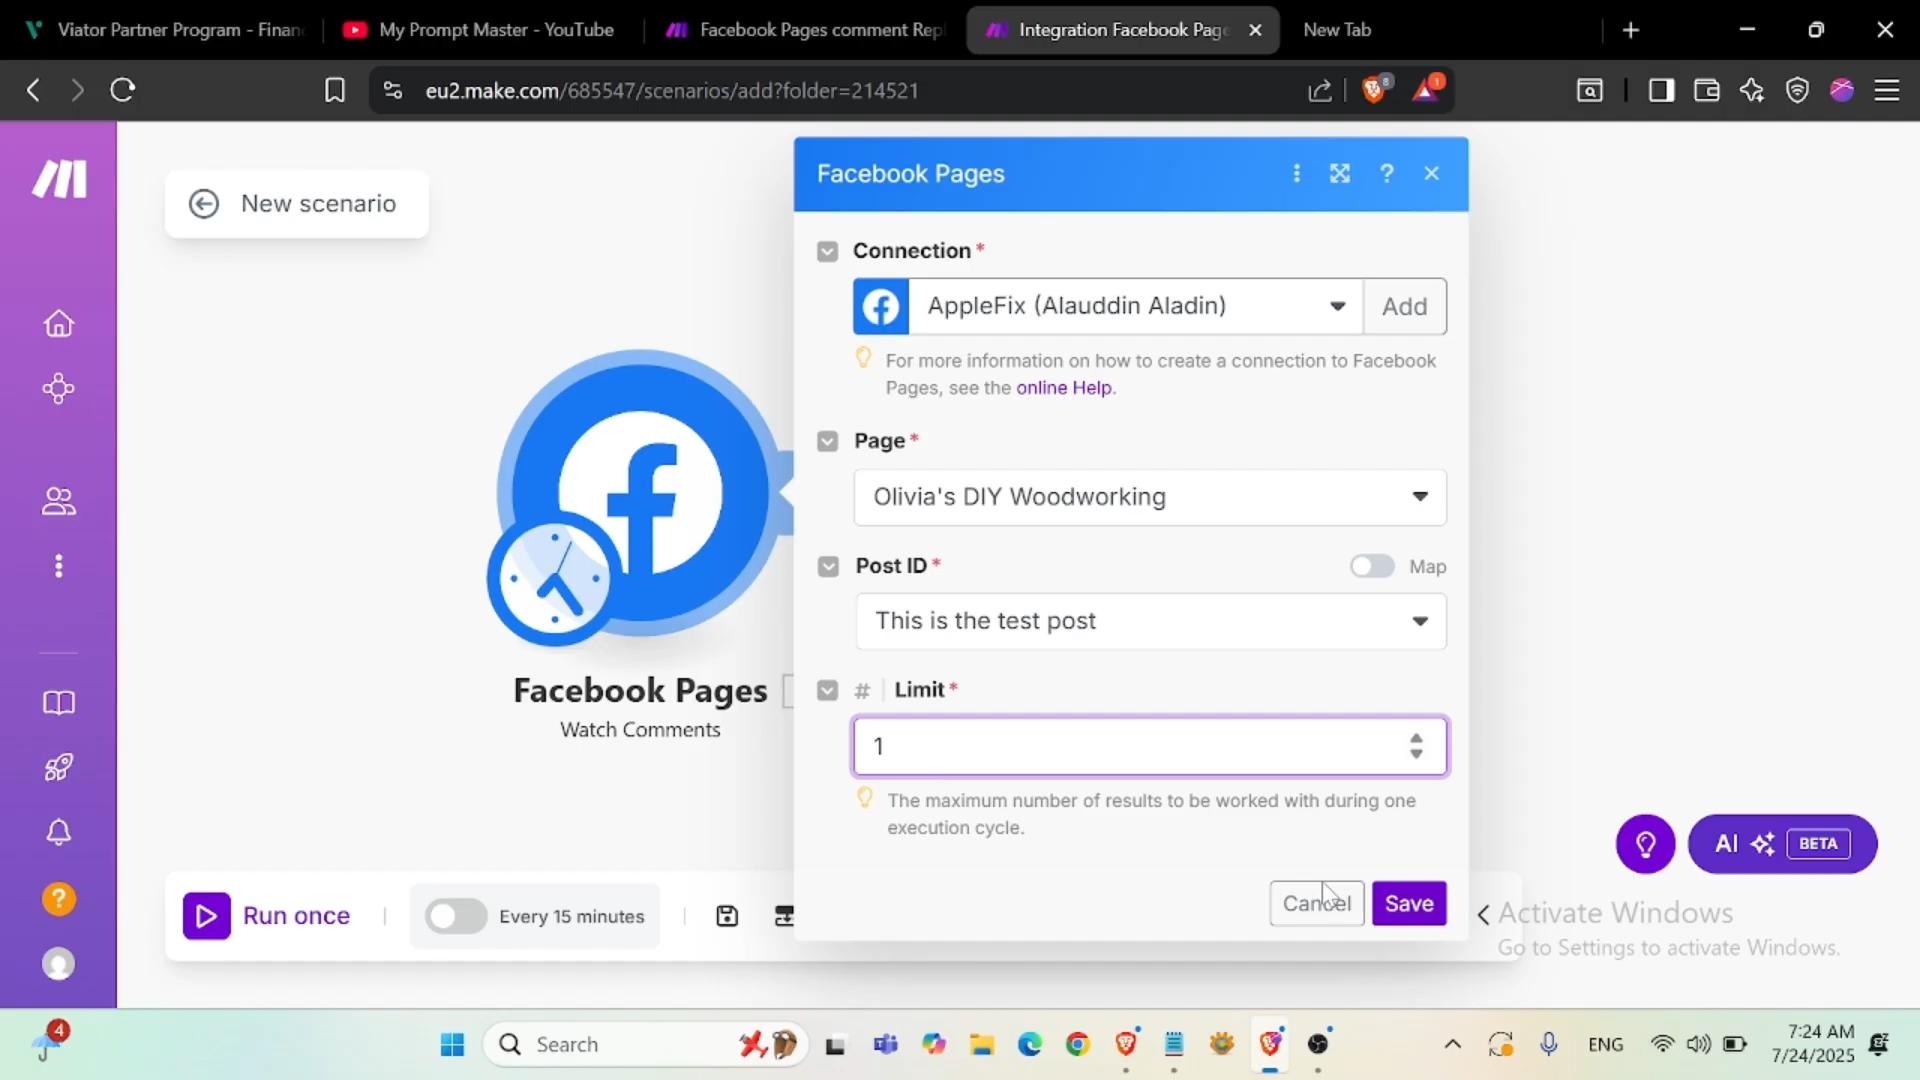 Viator Partner Program - Finan
My Prompt Master - YouTube
Facebook Pages comment Repl
Integration Facebook Page
New Tab
eu2.make.com/685547/scenarios/add?folder=214521
8
1
New scenario
Facebook Pages
Connection *
AppleFix (Alauddin Aladin)
Add
For more information on how to create a connection to Facebook
Pages, see the online Help.
Page *
Olivia's DIY Woodworking
Post ID *
Map
This is the test post
# Limit *
1
The maximum number of results to be worked with during one
execution cycle.
Cancel
Save
Facebook Pages
Watch Comments
Run once
Every 15 minutes
AI
BETA
Activate Windows
Go to Settings to activate Windows.
4
Search
ENG
7:24 AM
7/24/2025